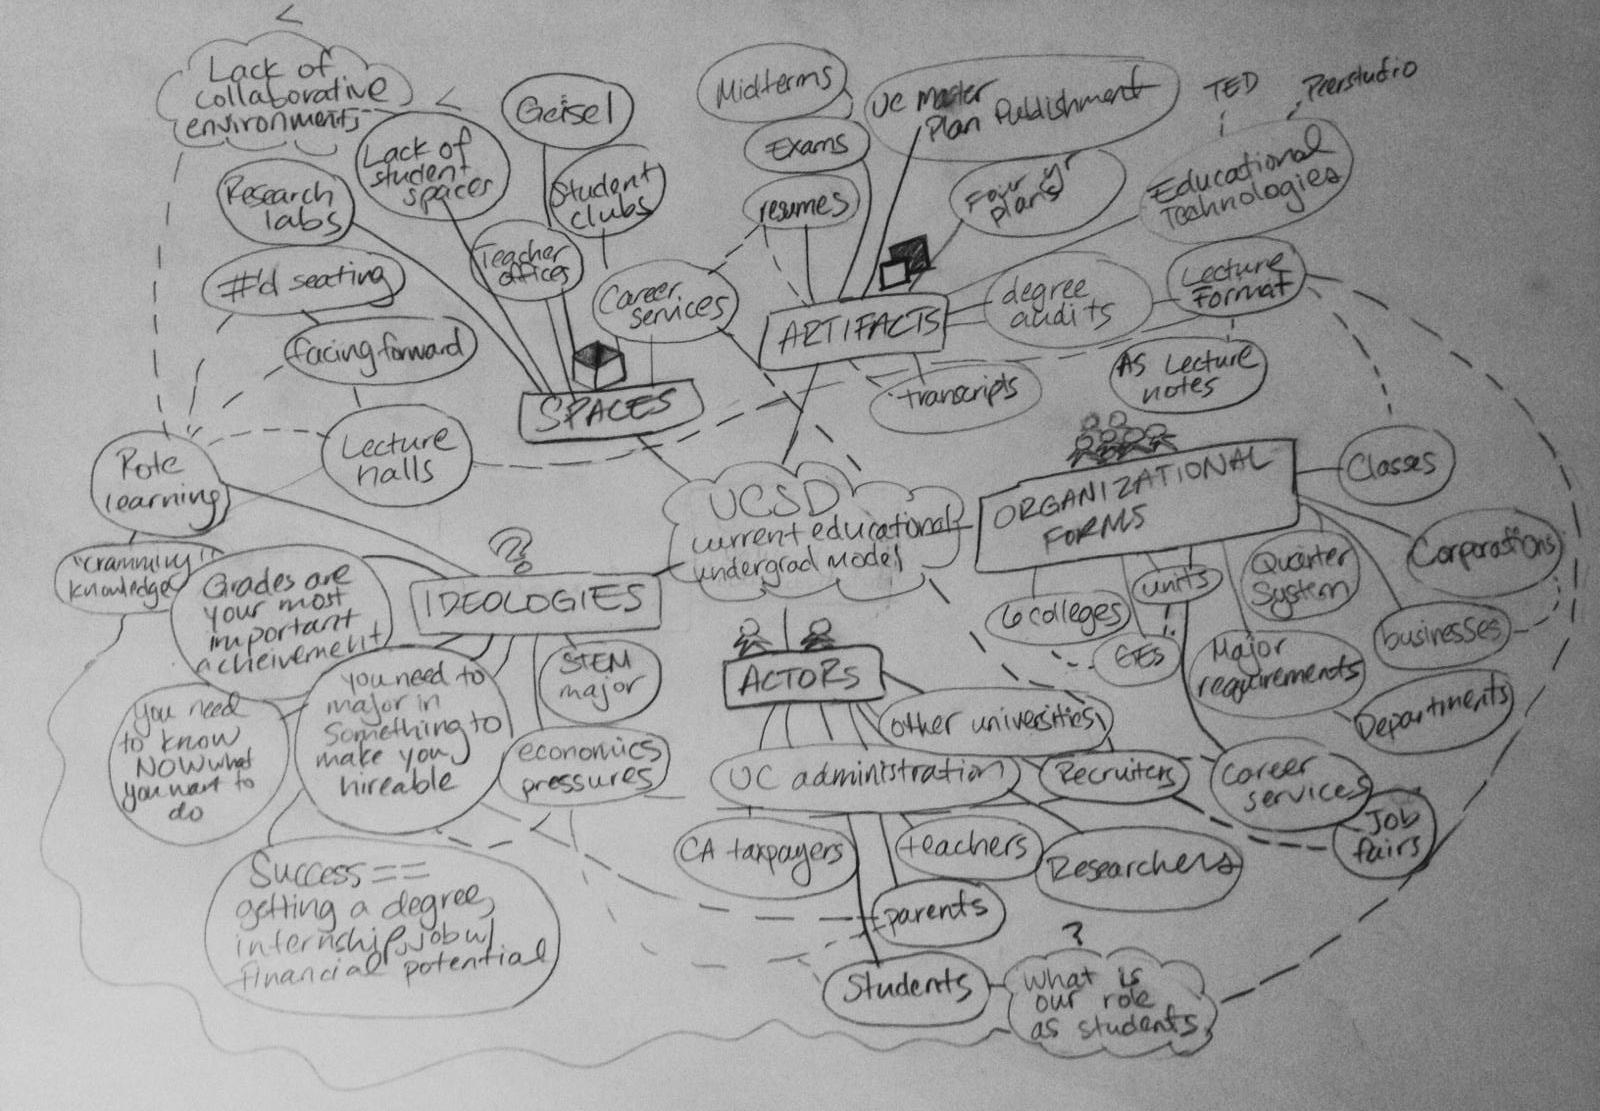 Lack of
collaborative
environments
Lack of
student
spaces
Geisel
Student
clubs
Research
labs
Teacher
offices
#'d seating
Career
services
facing forward
SPACES
Lecture
halls
Midterms
Exams
resumes
UC Master
Plan Publishment
Four yr
plans
TED
Peerstudio
Educational
Technologies
ARTIFACTS
degree
audits
Lecture
Format
AS Lecture
notes
transcripts
Rote
learning
"cramming"
knowledge
UCSD
current educational
undergrad model
ORGANIZATIONAL
FORMS
Classes
Corporations
Quarter
System
units
6 colleges
GEs
businesses
Major
requirements
Departments
Career
services
Job
fairs
IDEOLOGIES
Grades are
your most
important
acheivement
STEM
major
you need to
major in
something to
make you
hireable
You need
to know
NOW what
you want to
do
economics
pressures
Success ==
getting a degree,
internship, job w/
financial potential
ACTORS
other universities
UC administration
Recruiters
CA taxpayers
teachers
Researchers
parents
Students
?
What is
our role
as students